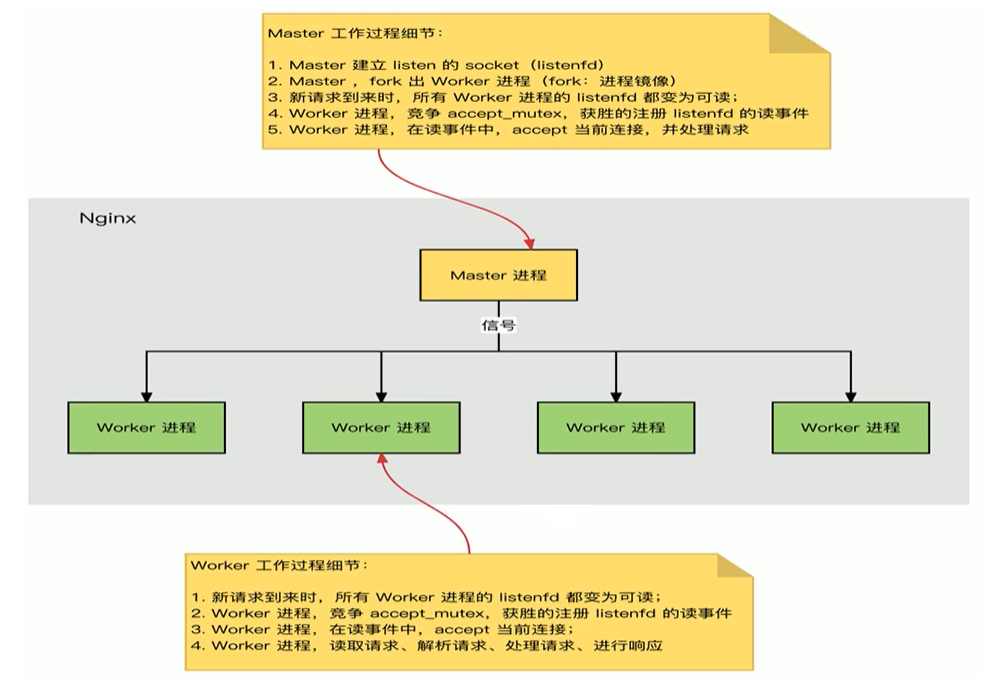 Master 工作过程细节：
1. Master 建立 listen 的 socket（listenfd）
2. Master ，fork 出 Worker 进程（fork：进程镜像）
3. 新请求到来时，所有 Worker 进程的 listenfd 都变为可读；
4. Worker 进程，竞争 accept_mutex，获胜的注册 listenfd 的读事件
5. Worker 进程，在读事件中，accept 当前连接，并处理请求
Nginx
Master 进程
信号
Worker 进程
Worker 进程
Worker 进程
Worker 进程
Worker 工作过程细节：
1. 新请求到来时，所有 Worker 进程的 listenfd 都变为可读；
2. Worker 进程，竞争 accept_mutex，获胜的注册 listenfd 的读事件
3. Worker 进程，在读事件中，accept 当前连接；
4. Worker 进程，读取请求、解析请求、处理请求、进行响应